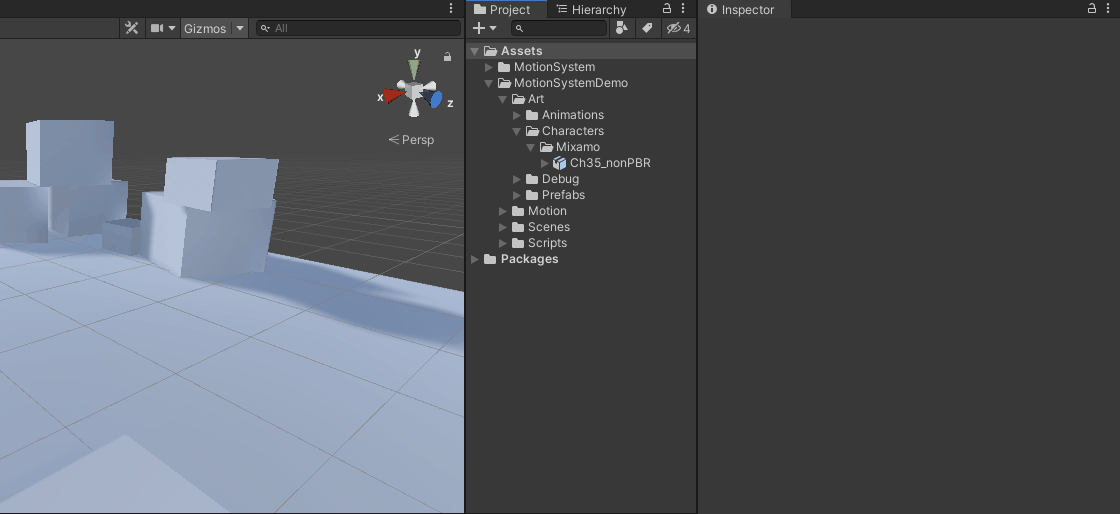 Project
Hierarchy
Inspector
Gizmos
All
4
y
x
z
Persp
Assets
MotionSystem
MotionSystemDemo
Art
Animations
Characters
Mixamo
Ch35_nonPBR
Debug
Prefabs
Motion
Scenes
Scripts
Packages